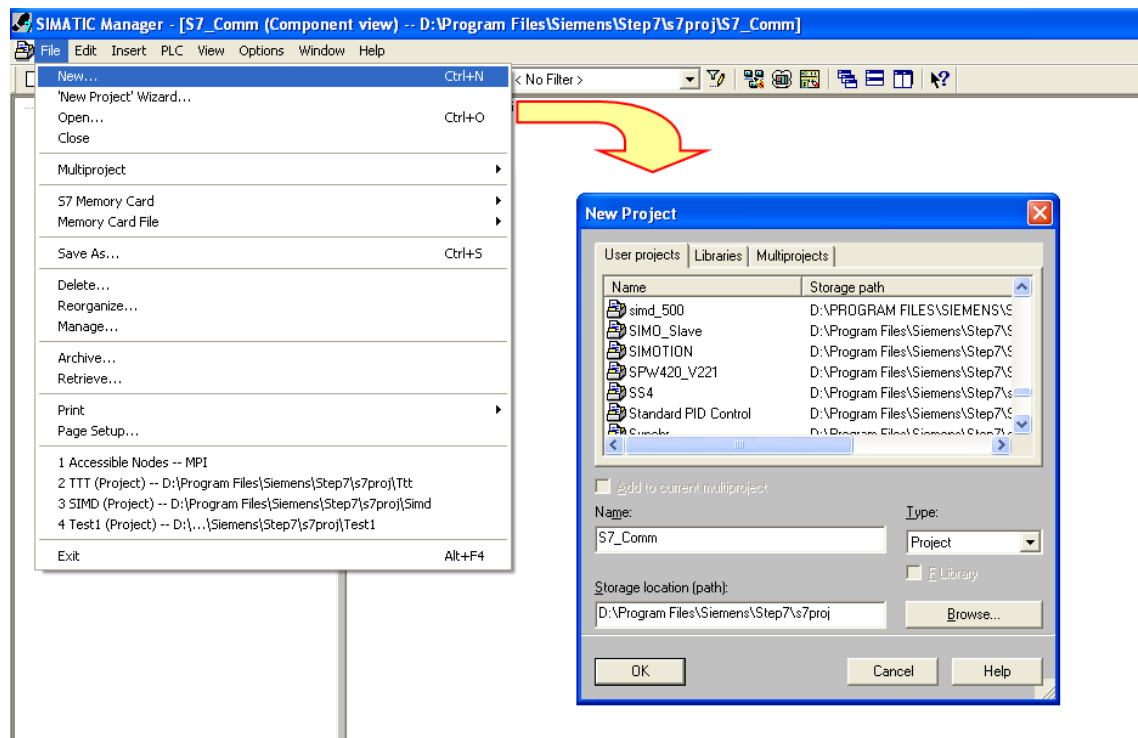 SIMATIC Manager - [S7_Comm (Component view) -- D:\Program Files\Siemens\Step7\s7proj\S7_Comm]
File Edit Insert PLC View Options Window Help
New... Ctrl+N
< No Filter >
'New Project' Wizard...
Open... Ctrl+O
Close
Multiproject
S7 Memory Card
Memory Card File
Save As... Ctrl+S
Delete...
Reorganize...
Manage...
Archive...
Retrieve...
Print
Page Setup...
1 Accessible Nodes -- MPI
2 TTT (Project) -- D:\Program Files\Siemens\Step7\s7proj\Ttt
3 SIMD (Project) -- D:\Program Files\Siemens\Step7\s7proj\Simd
4 Test1 (Project) -- D:\...\Siemens\Step7\s7proj\Test1
Exit Alt+F4
New Project
User projects Libraries Multiprojects
Name Storage path
simd_500 D:\PROGRAM FILES\SIEMENS\S
SIMO_Slave D:\Program Files\Siemens\Step7\S
SIMOTION D:\Program Files\Siemens\Step7\S
SPW420_V221 D:\Program Files\Siemens\Step7\S
SS4 D:\Program Files\Siemens\Step7\s
Standard PID Control D:\Program Files\Siemens\Step7\S
Add to current multiproject
Name: Type:
S7_Comm Project
F Library
Storage location (path):
D:\Program Files\Siemens\Step7\s7proj Browse...
OK Cancel Help